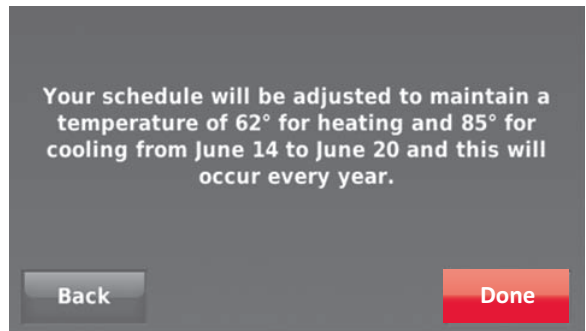 Your schedule will be adjusted to maintain a
temperature of 62° for heating and 85° for
cooling from June 14 to June 20 and this will
occur every year.
Back
Done